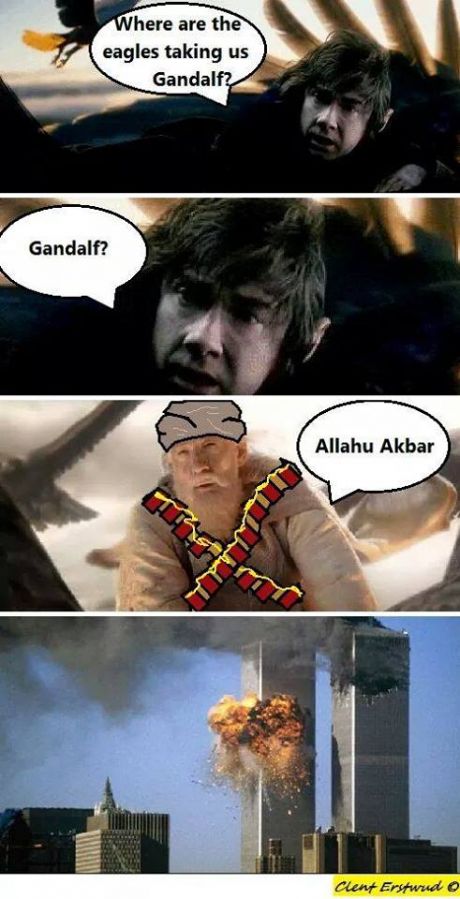 Where are the
eagles taking us
Gandalf?
Gandalf?
Allahu Akbar
Clent Erstwud ©